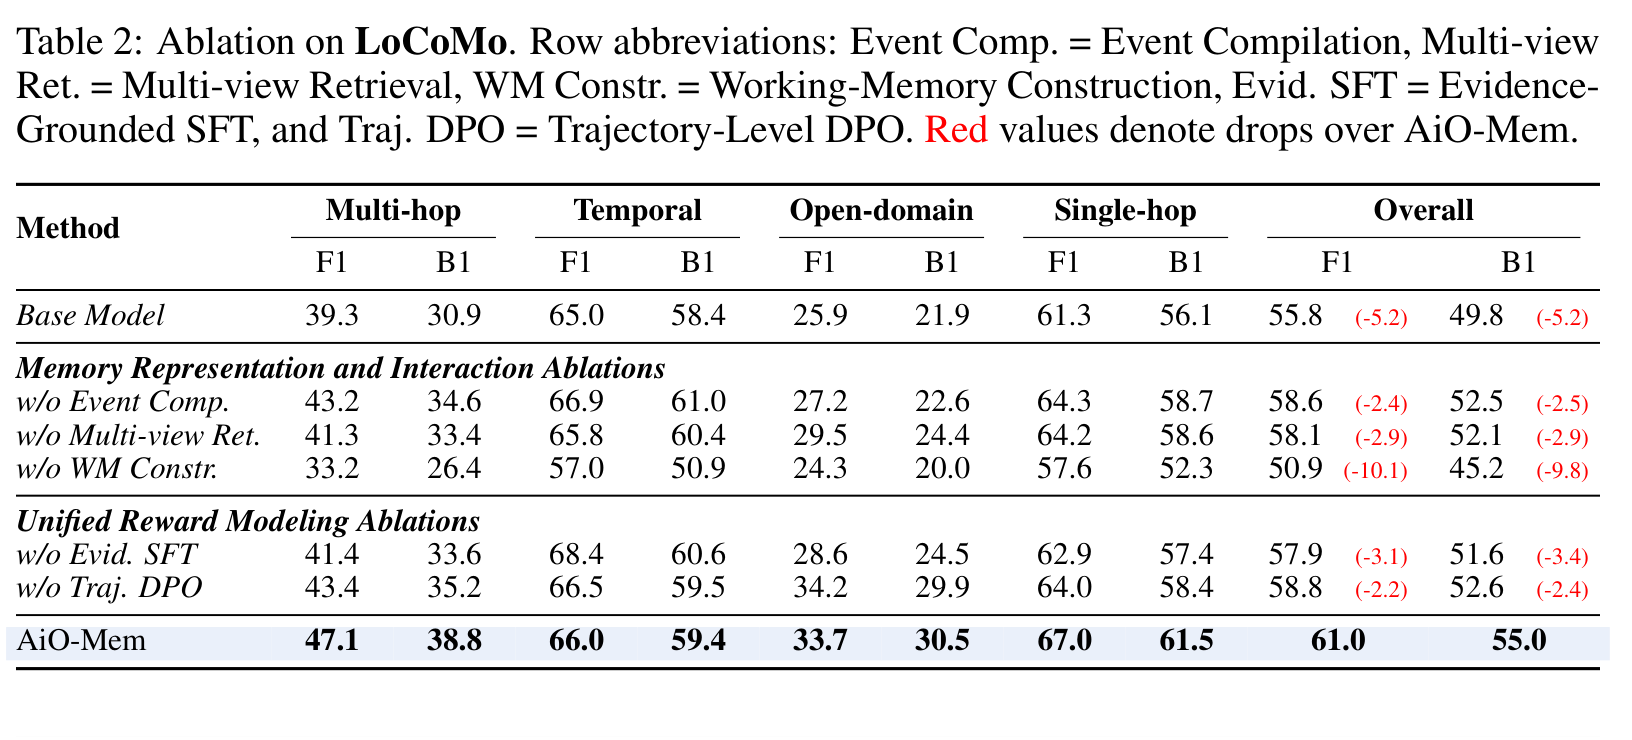 Table 2: Ablation on LoCoMo. Row abbreviations: Event Comp. = Event Compilation, Multi-view
Ret. = Multi-view Retrieval, WM Constr. = Working-Memory Construction, Evid. SFT = Evidence-
Grounded SFT, and Traj. DPO = Trajectory-Level DPO. Red values denote drops over AiO-Mem.
Method Multi-hop Temporal Open-domain Single-hop Overall
F1 B1 F1 B1 F1 B1 F1 B1 F1 B1
Base Model 39.3 30.9 65.0 58.4 25.9 21.9 61.3 56.1 55.8 (-5.2) 49.8 (-5.2)
Memory Representation and Interaction Ablations
w/o Event Comp. 43.2 34.6 66.9 61.0 27.2 22.6 64.3 58.7 58.6 (-2.4) 52.5 (-2.5)
w/o Multi-view Ret. 41.3 33.4 65.8 60.4 29.5 24.4 64.2 58.6 58.1 (-2.9) 52.1 (-2.9)
w/o WM Constr. 33.2 26.4 57.0 50.9 24.3 20.0 57.6 52.3 50.9 (-10.1) 45.2 (-9.8)
Unified Reward Modeling Ablations
w/o Evid. SFT 41.4 33.6 68.4 60.6 28.6 24.5 62.9 57.4 57.9 (-3.1) 51.6 (-3.4)
w/o Traj. DPO 43.4 35.2 66.5 59.5 34.2 29.9 64.0 58.4 58.8 (-2.2) 52.6 (-2.4)
AiO-Mem 47.1 38.8 66.0 59.4 33.7 30.5 67.0 61.5 61.0 55.0